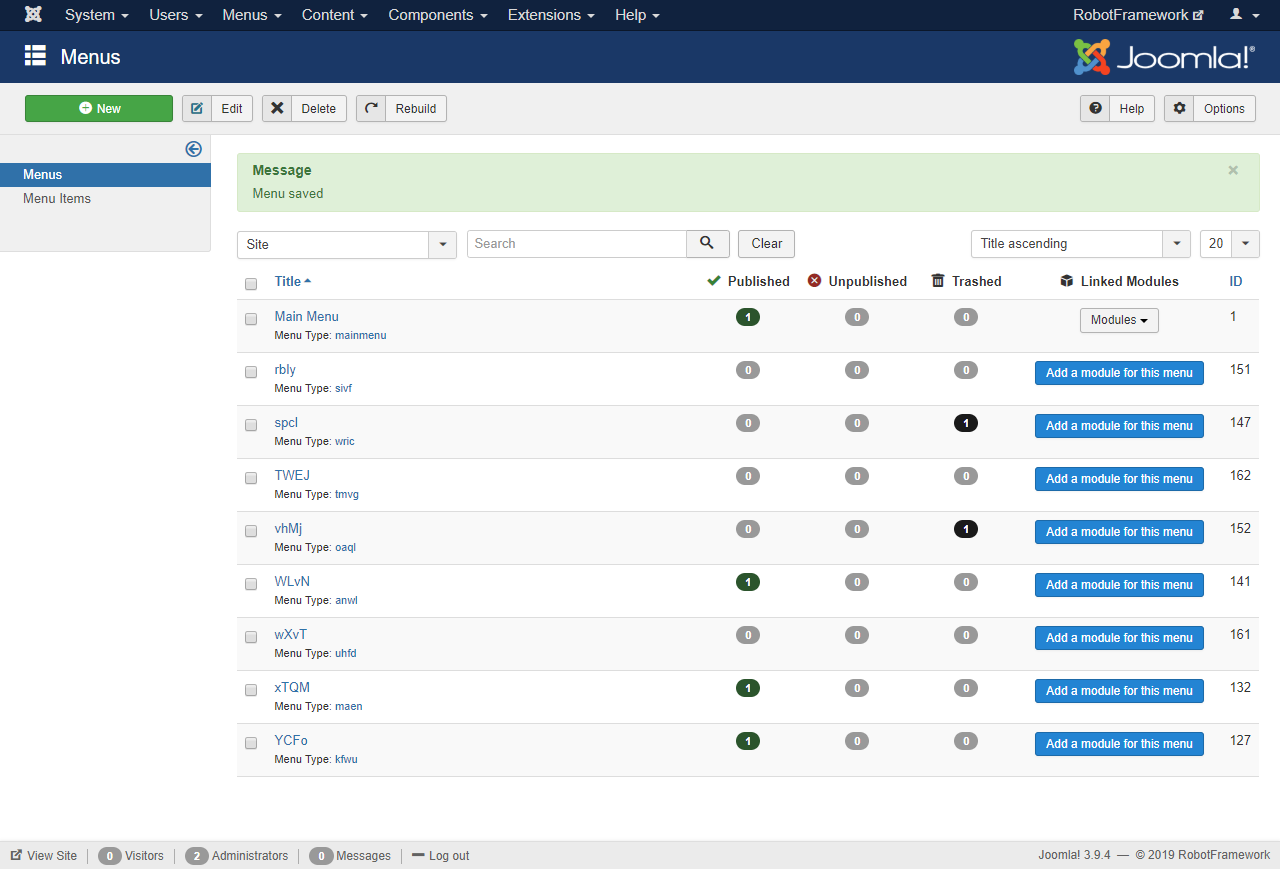 System Users Menus Content Components Extensions Help RobotFramework
Menus Joomla!®
New Edit Delete Rebuild Help Options
Menus
Menu Items
Message ×
Menu saved
Site Search Clear Title ascending 20
Title Published Unpublished Trashed Linked Modules ID
Main Menu 1 0 0 Modules 1
Menu Type: mainmenu
rbIy 0 0 0 Add a module for this menu 151
Menu Type: sivf
spcl 0 0 1 Add a module for this menu 147
Menu Type: wric
TWEJ 0 0 0 Add a module for this menu 162
Menu Type: tmvg
vhMj 0 0 1 Add a module for this menu 152
Menu Type: oaql
WLvN 1 0 0 Add a module for this menu 141
Menu Type: anwl
wXvT 0 0 0 Add a module for this menu 161
Menu Type: uhfd
xTQM 1 0 0 Add a module for this menu 132
Menu Type: maen
YCFo 1 0 0 Add a module for this menu 127
Menu Type: kfwu
View Site 0 Visitors 2 Administrators 0 Messages Log out Joomla! 3.9.4 — © 2019 RobotFramework